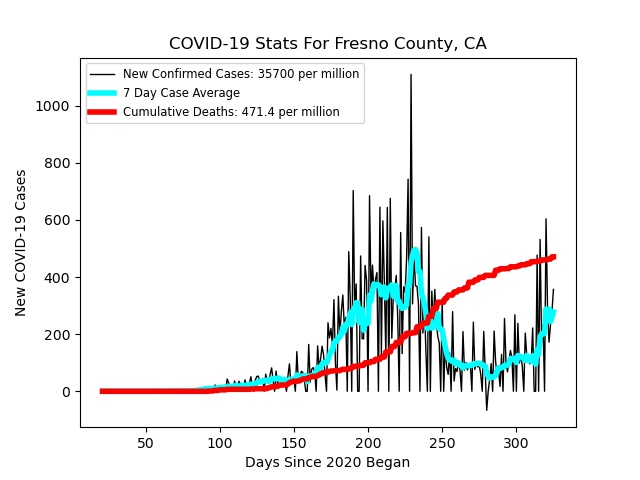 COVID-19 Stats For Fresno County, CA
New Confirmed Cases: 35700 per million
7 Day Case Average
Cumulative Deaths: 471.4 per million
New COVID-19 Cases
1000
800
600
400
200
0
50 100 150 200 250 300
Days Since 2020 Began